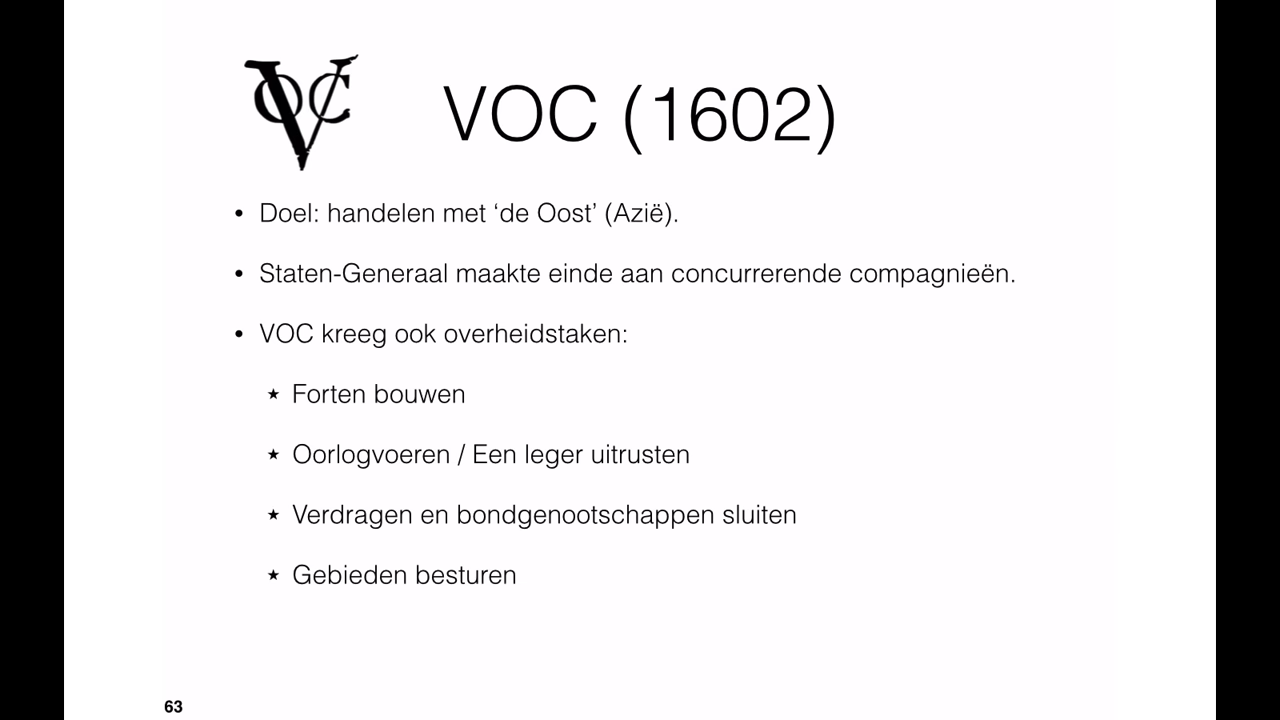 VOC
VOC (1602)
• Doel: handelen met ‘de Oost’ (Azië).
• Staten-Generaal maakte einde aan concurrerende compagnieën.
• VOC kreeg ook overheidstaken:
★ Forten bouwen
★ Oorlogvoeren / Een leger uitrusten
★ Verdragen en bondgenootschappen sluiten
★ Gebieden besturen
63